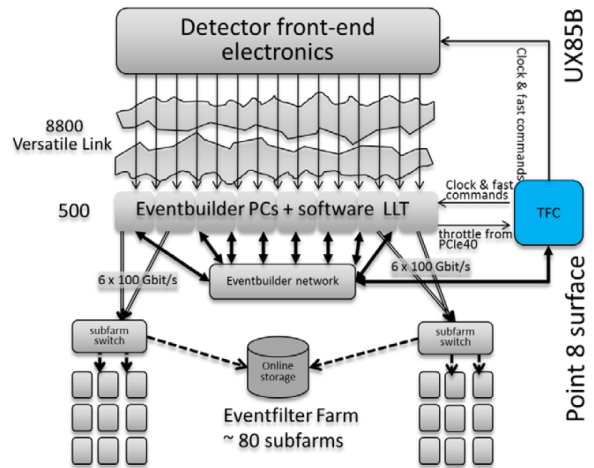 Detector front-end
electronics
UX85B
Clock & fast commands
8800
Versatile Link
500
Eventbuilder PCs + software LLT
Clock & fast
commands
TFC
throttle from
PCIe40
6 x 100 Gbit/s
6 x 100 Gbit/s
Eventbuilder network
Point 8 surface
subfarm
switch
subfarm
switch
Online
storage
Eventfilter Farm
~ 80 subfarms